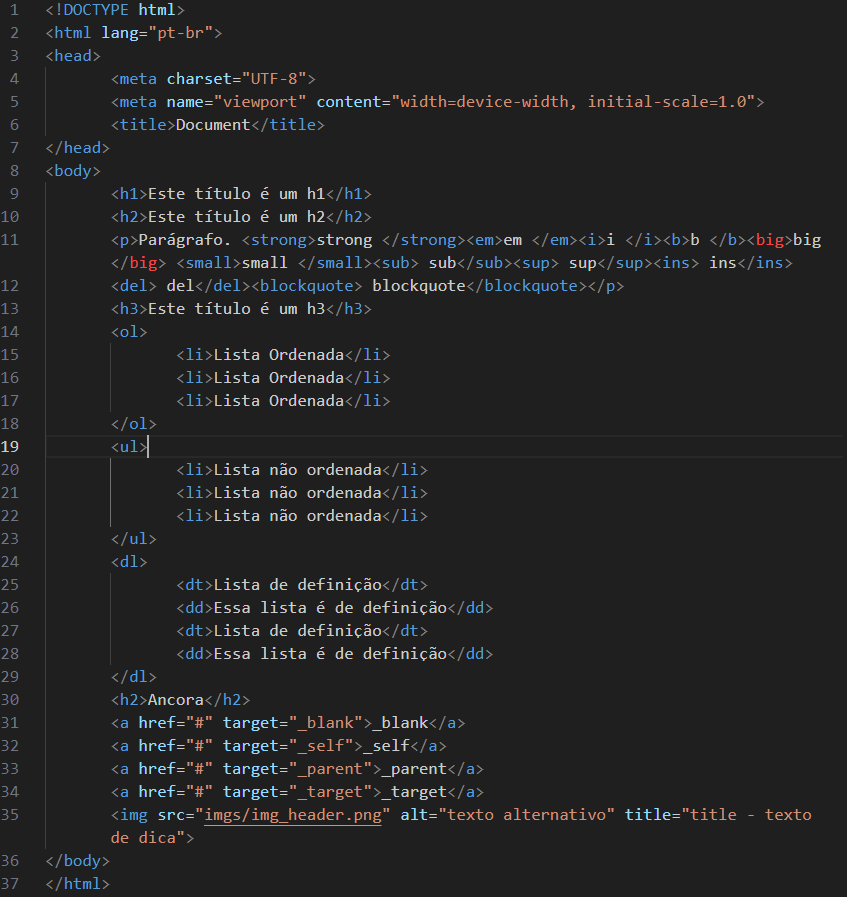 1 <!DOCTYPE html>
2 <html lang="pt-br">
3 <head>
4 <meta charset="UTF-8">
5 <meta name="viewport" content="width=device-width, initial-scale=1.0">
6 <title>Document</title>
7 </head>
8 <body>
9 <h1>Este título é um h1</h1>
10 <h2>Este título é um h2</h2>
11 <p>Parágrafo. <strong>strong </strong><em>em </em><i>i </i><b>b </b><big>big
</big> <small>small </small><sub> sub</sub><sup> sup</sup><ins> ins</ins>
12 <del> del</del><blockquote> blockquote</blockquote></p>
13 <h3>Este título é um h3</h3>
14 <ol>
15 <li>Lista Ordenada</li>
16 <li>Lista Ordenada</li>
17 <li>Lista Ordenada</li>
18 </ol>
19 <ul>
20 <li>Lista não ordenada</li>
21 <li>Lista não ordenada</li>
22 <li>Lista não ordenada</li>
23 </ul>
24 <dl>
25 <dt>Lista de definição</dt>
26 <dd>Essa lista é de definição</dd>
27 <dt>Lista de definição</dt>
28 <dd>Essa lista é de definição</dd>
29 </dl>
30 <h2>Ancora</h2>
31 <a href="#" target="_blank">_blank</a>
32 <a href="#" target="_self">_self</a>
33 <a href="#" target="_parent">_parent</a>
34 <a href="#" target="_target">_target</a>
35 <img src="imgs/img_header.png" alt="texto alternativo" title="title - texto
de dica">
36 </body>
37 </html>